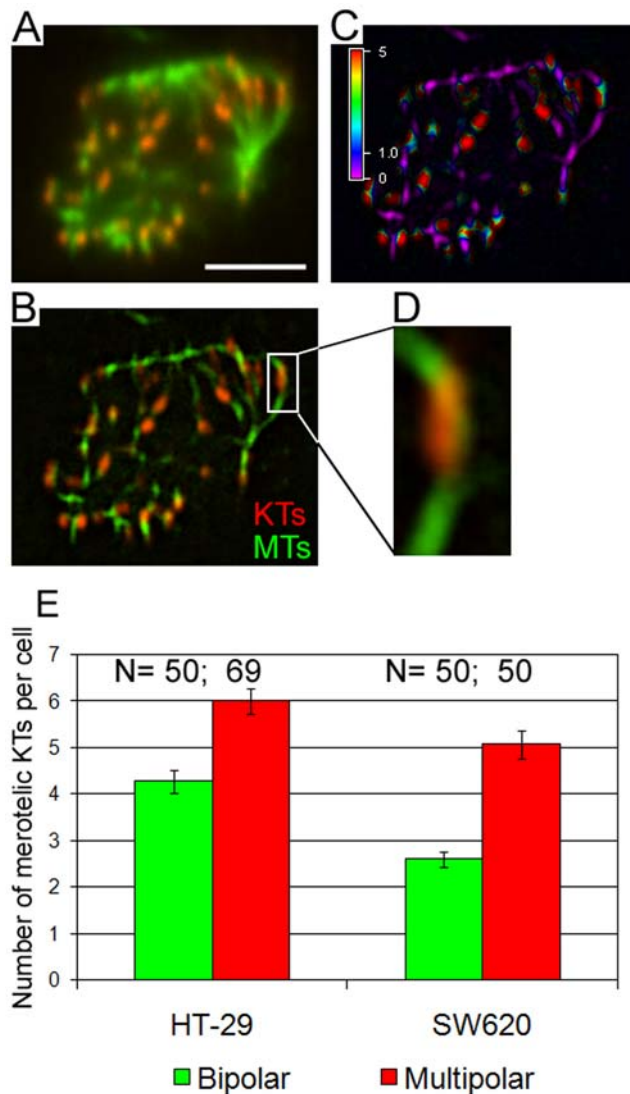 A
C
5
1.0
0
B
D
KTs
MTs
E
Number of merotelic KTs per cell
7
6
5
4
3
2
1
0
N= 50; 69
N= 50; 50
HT-29
SW620
Bipolar
Multipolar